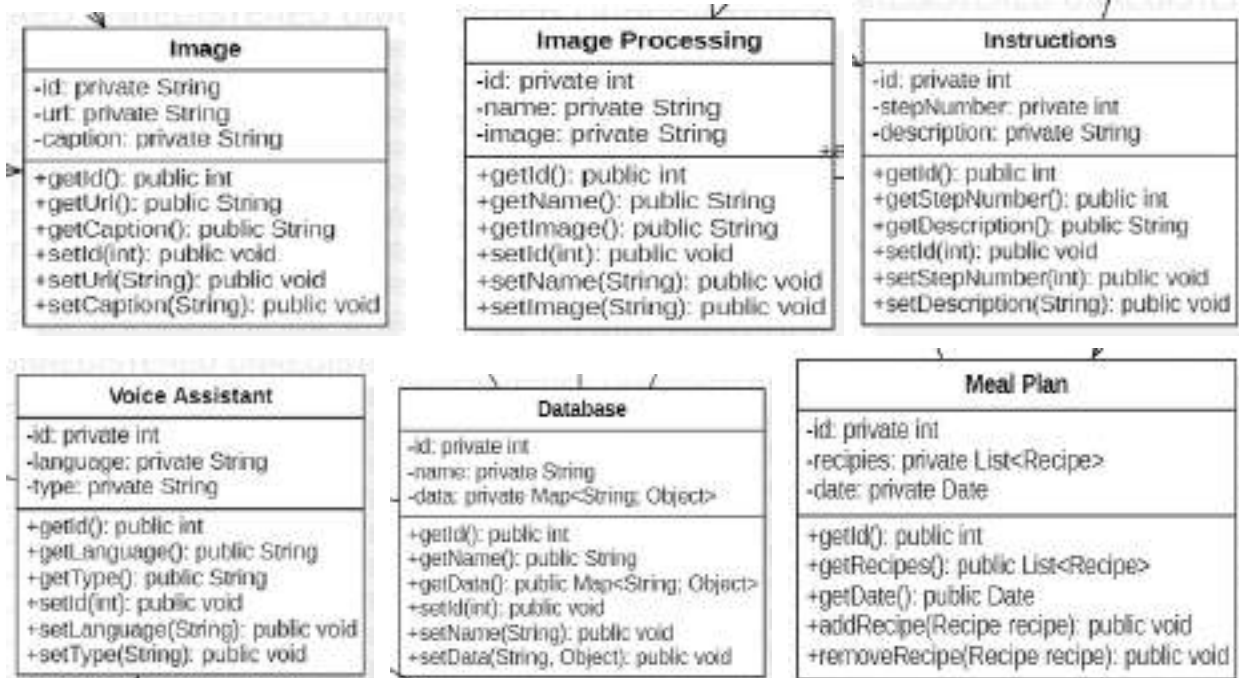 Image
-id: private String
-url: private String
-caption: private String
+getId(): public int
+getUrl(): public String
+getCaption(): public String
+setId(int): public void
+setUrl(String): public void
+setCaption(String): public void
Image Processing
-id: private int
-name: private String
-image: private String
+getId(): public int
+getName(): public String
+getImage(): public String
+setId(int): public void
+setName(String): public void
+setImage(String): public void
Instructions
-id: private int
-stepNumber: private int
-description: private String
+getId(): public int
+getStepNumber(): public int
+getDescription(): public String
+setId(int): public void
+setStepNumber(int): public void
+setDescription(String): public void
Voice Assistant
-id: private int
-language: private String
-type: private String
+getId(): public int
+getLanguage(): public String
+getType(): public String
+setId(int): public void
+setLanguage(String): public void
+setType(String): public void
Database
-id: private int
-name: private String
-data: private Map<String; Object>
+getId(): public int
+getName(): public String
+getData(): public Map<String; Object>
+setId(int): public void
+setName(String): public void
+setData(String, Object): public void
Meal Plan
-id: private int
-recipies: private List<Recipe>
-date: private Date
+getId(): public int
+getRecipes(): public List<Recipe>
+getDate(): public Date
+addRecipe(Recipe recipe): public void
+removeRecipe(Recipe recipe): public void